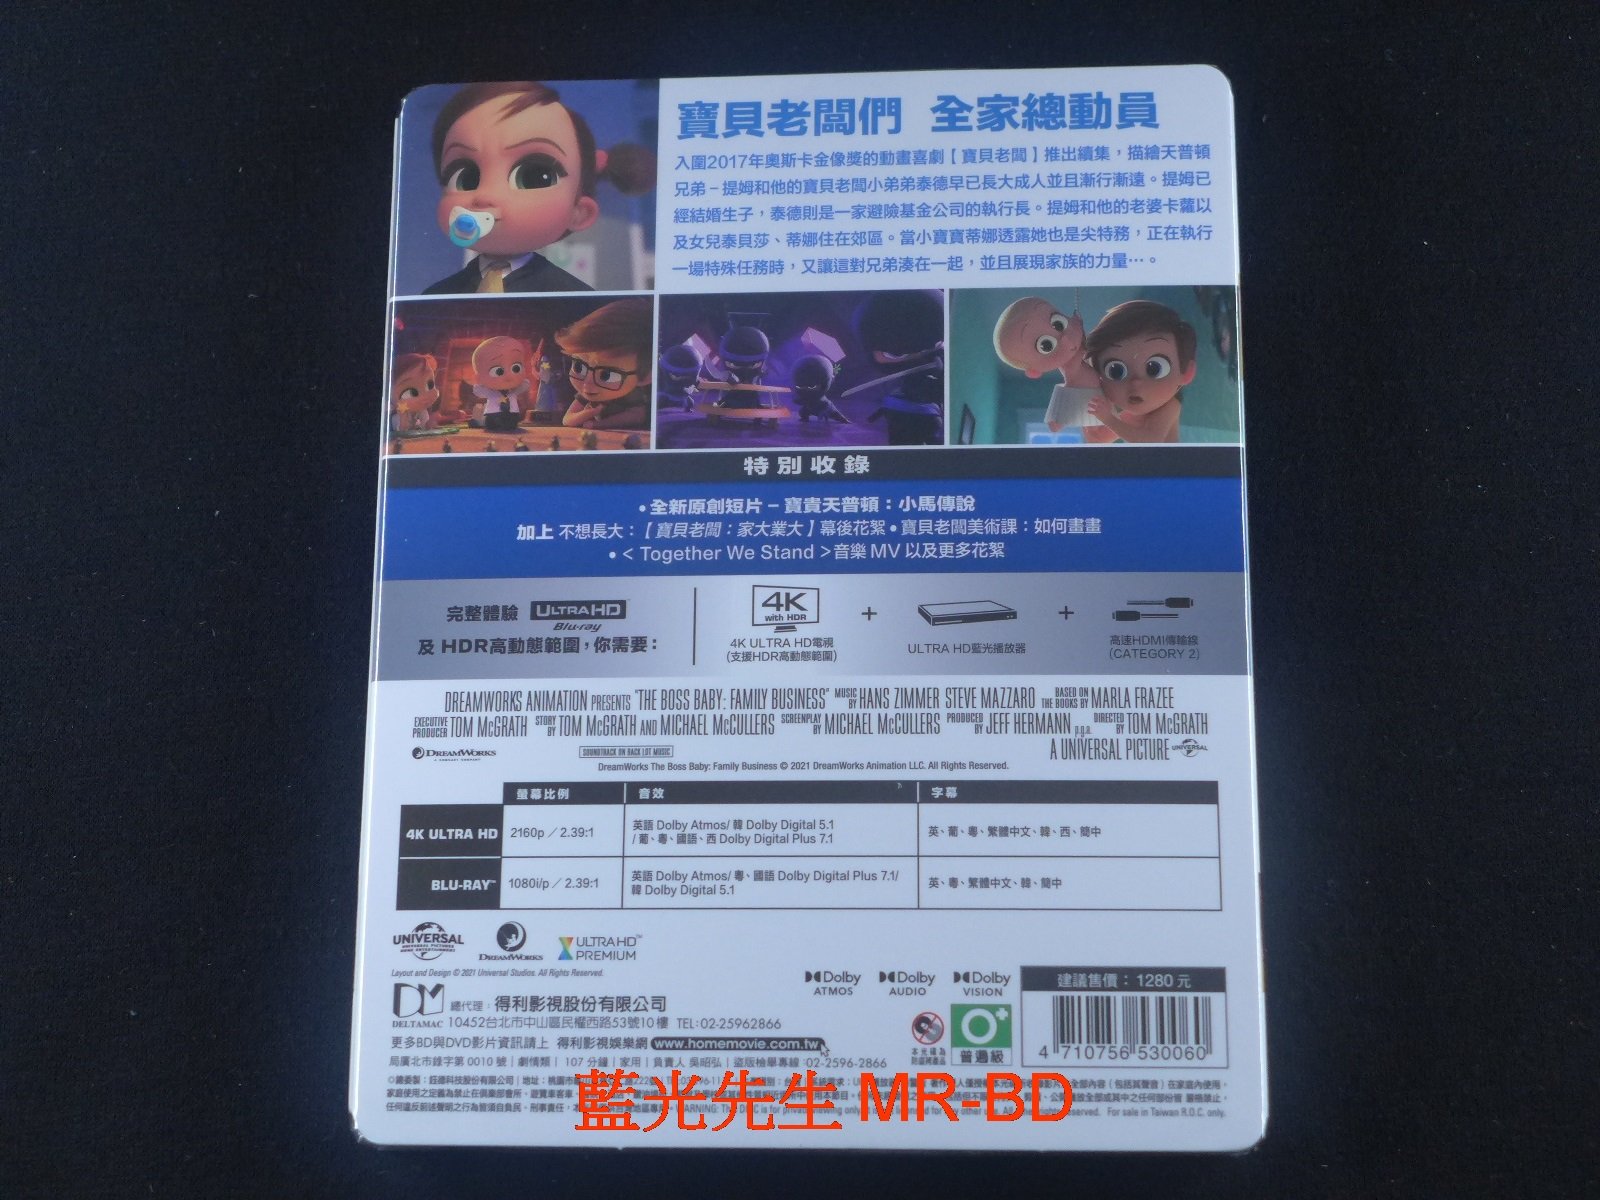 寶貝老闆們 全家總動員
入圍2017年奧斯卡金像獎的動畫喜劇【寶貝老闆】推出續集，描繪天普頓
兄弟－提姆和他的寶貝老闆小弟弟泰德早已長大成人並且漸行漸遠。提姆已
經結婚生子，泰德則是一家避險基金公司的執行長。提姆和他的老婆卡蘿以
及女兒泰貝莎、蒂娜住在郊區。當小寶寶蒂娜透露她也是尖特務，正在執行
一場特殊任務時，又讓這對兄弟湊在一起，並且展現家族的力量…。
特別收錄
•全新原創短片－寶貴天普頓：小馬傳說
加上 不想長大：【寶貝老闆：家大業大】幕後花絮•寶貝老闆美術課：如何畫畫
•< Together We Stand >音樂 MV 以及更多花絮
完整體驗 ULTRA HD Blu-ray
及 HDR高動態範圍，你需要：
4K with HDR
4K ULTRA HD電視
(支援HDR高動態範圍)
+
ULTRA HD藍光播放器
+
高速HDMI傳輸線
(CATEGORY 2)
DREAMWORKS ANIMATION PRESENTS "THE BOSS BABY: FAMILY BUSINESS" MUSIC BY HANS ZIMMER STEVE MAZZARO BASED ON THE BOOKS BY MARLA FRAZEE
EXECUTIVE PRODUCER TOM McGRATH STORY BY TOM McGRATH AND MICHAEL McCULLERS SCREENPLAY BY MICHAEL McCULLERS PRODUCED BY JEFF HERMANN p.g.a. DIRECTED BY TOM McGRATH
DREAMWORKS SOUNDTRACK ON BACK LOT MUSIC A UNIVERSAL PICTURE UNIVERSAL
DreamWorks The Boss Baby: Family Business © 2021 DreamWorks Animation LLC. All Rights Reserved.
螢幕比例 音效 字幕
4K ULTRA HD 2160p／2.39:1 英語 Dolby Atmos/ 韓 Dolby Digital 5.1
/ 葡、粵、國語、西 Dolby Digital Plus 7.1 英、葡、粵、繁體中文、韓、西、簡中
BLU-RAY™ 1080i/p／2.39:1 英語 Dolby Atmos/ 粵、國語 Dolby Digital Plus 7.1/
韓 Dolby Digital 5.1 英、粵、繁體中文、韓、簡中
UNIVERSAL DREAMWORKS ULTRA HD PREMIUM™
Layout and Design © 2021 Universal Studios. All Rights Reserved.
Dolby ATMOS Dolby AUDIO Dolby VISION
建議售價：1280 元
DELTAMAC 總代理：得利影視股份有限公司
10452台北市中山區民權西路53號10樓 TEL:02-25962866
更多BD與DVD影片資訊請上 得利影視娛樂網 www.homemovie.com.tw
局廣北市錄字第 0010 號｜劇情類｜107 分鐘｜家用｜負責人 吳昭弘｜盜版檢舉專線：02-2596-2866
普遍級
4 710756 530060
For sale in Taiwan R.O.C. only.
藍光先生 MR-BD